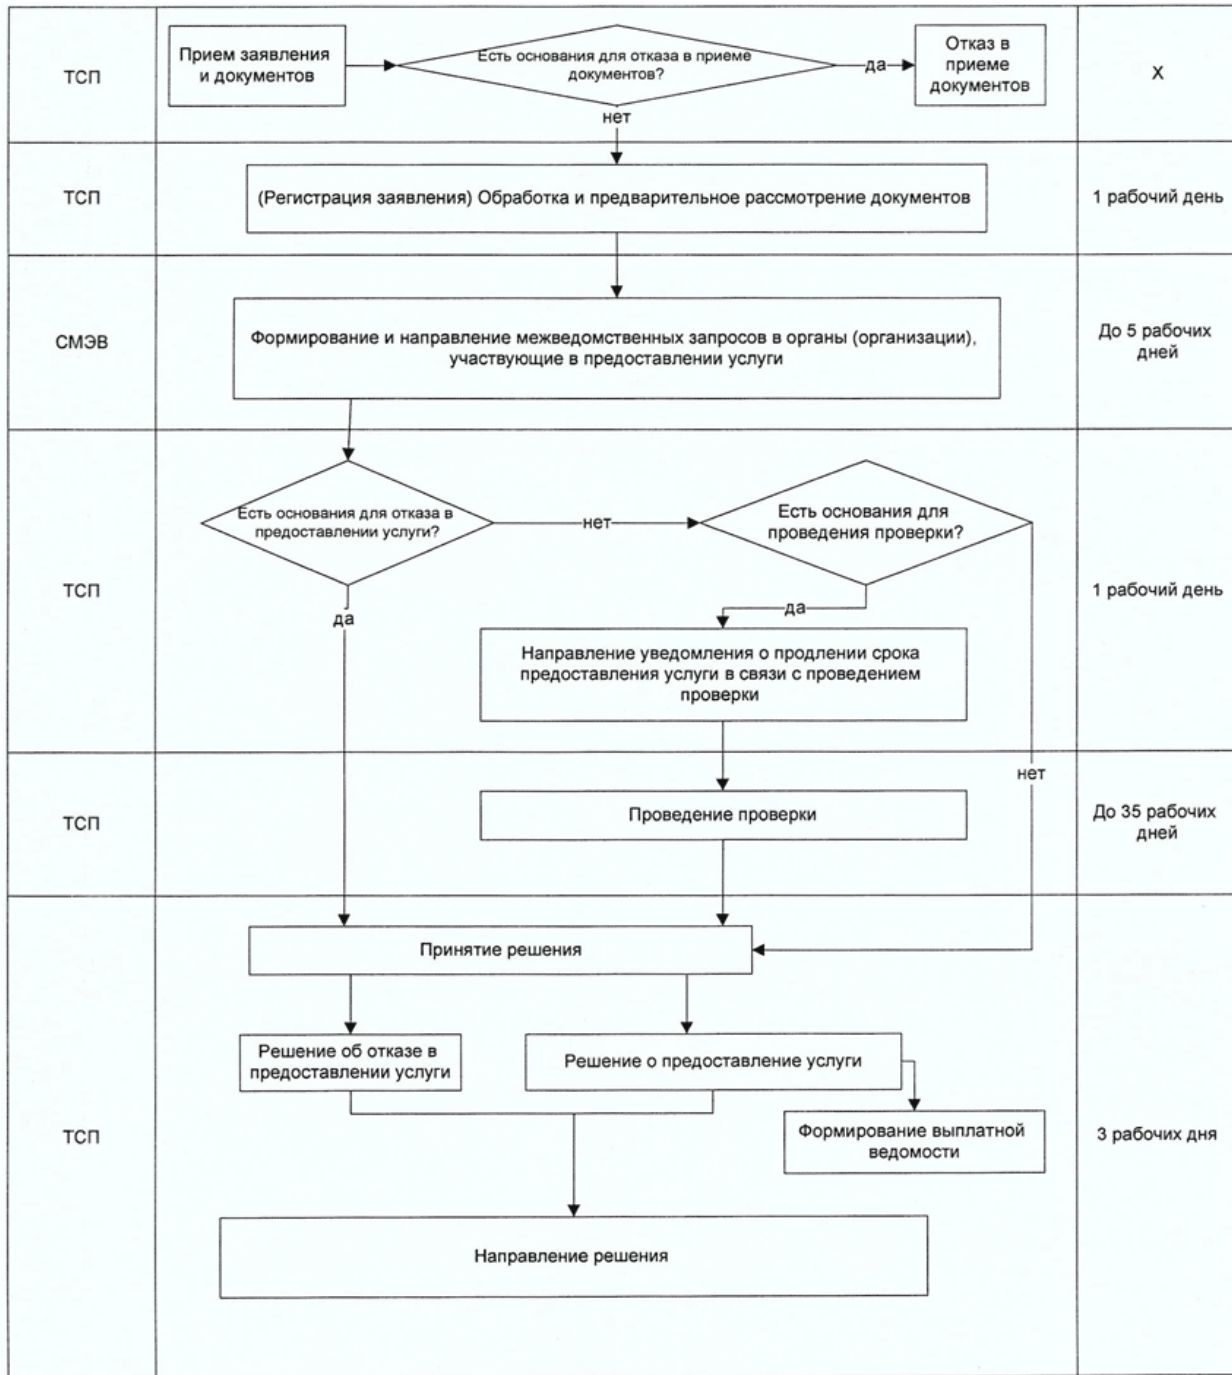 ТСП
Прием заявления
и документов
Есть основания для отказа в приеме
документов?
да
Отказ в
приеме
документов
Х
нет
ТСП
(Регистрация заявления) Обработка и предварительное рассмотрение документов
1 рабочий день
СМЭВ
Формирование и направление межведомственных запросов в органы (организации),
участвующие в предоставлении услуги
До 5 рабочих
дней
ТСП
Есть основания для отказа в
предоставлении услуги?
нет
Есть основания для
проведения проверки?
1 рабочий день
да
да
Направление уведомления о продлении срока
предоставления услуги в связи с проведением
проверки
нет
ТСП
Проведение проверки
До 35 рабочих
дней
ТСП
Принятие решения
Решение об отказе в
предоставлении услуги
Решение о предоставление услуги
Формирование выплатной
ведомости
3 рабочих дня
Направление решения